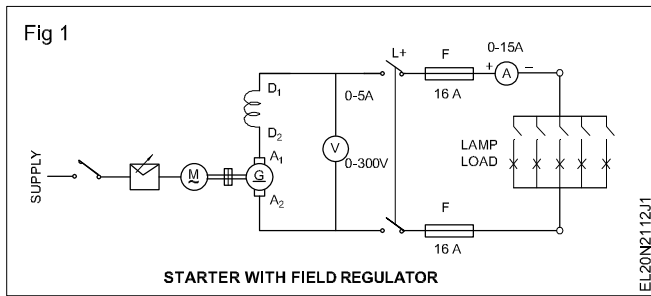 Fig 1
L+
F
0-15A
D1
0-5A
16 A
+
A
–
D2
V
LAMP
LOAD
A1
0-300V
SUPPLY
M
~
G
A2
F
16 A
STARTER WITH FIELD REGULATOR
EL20N2112J1